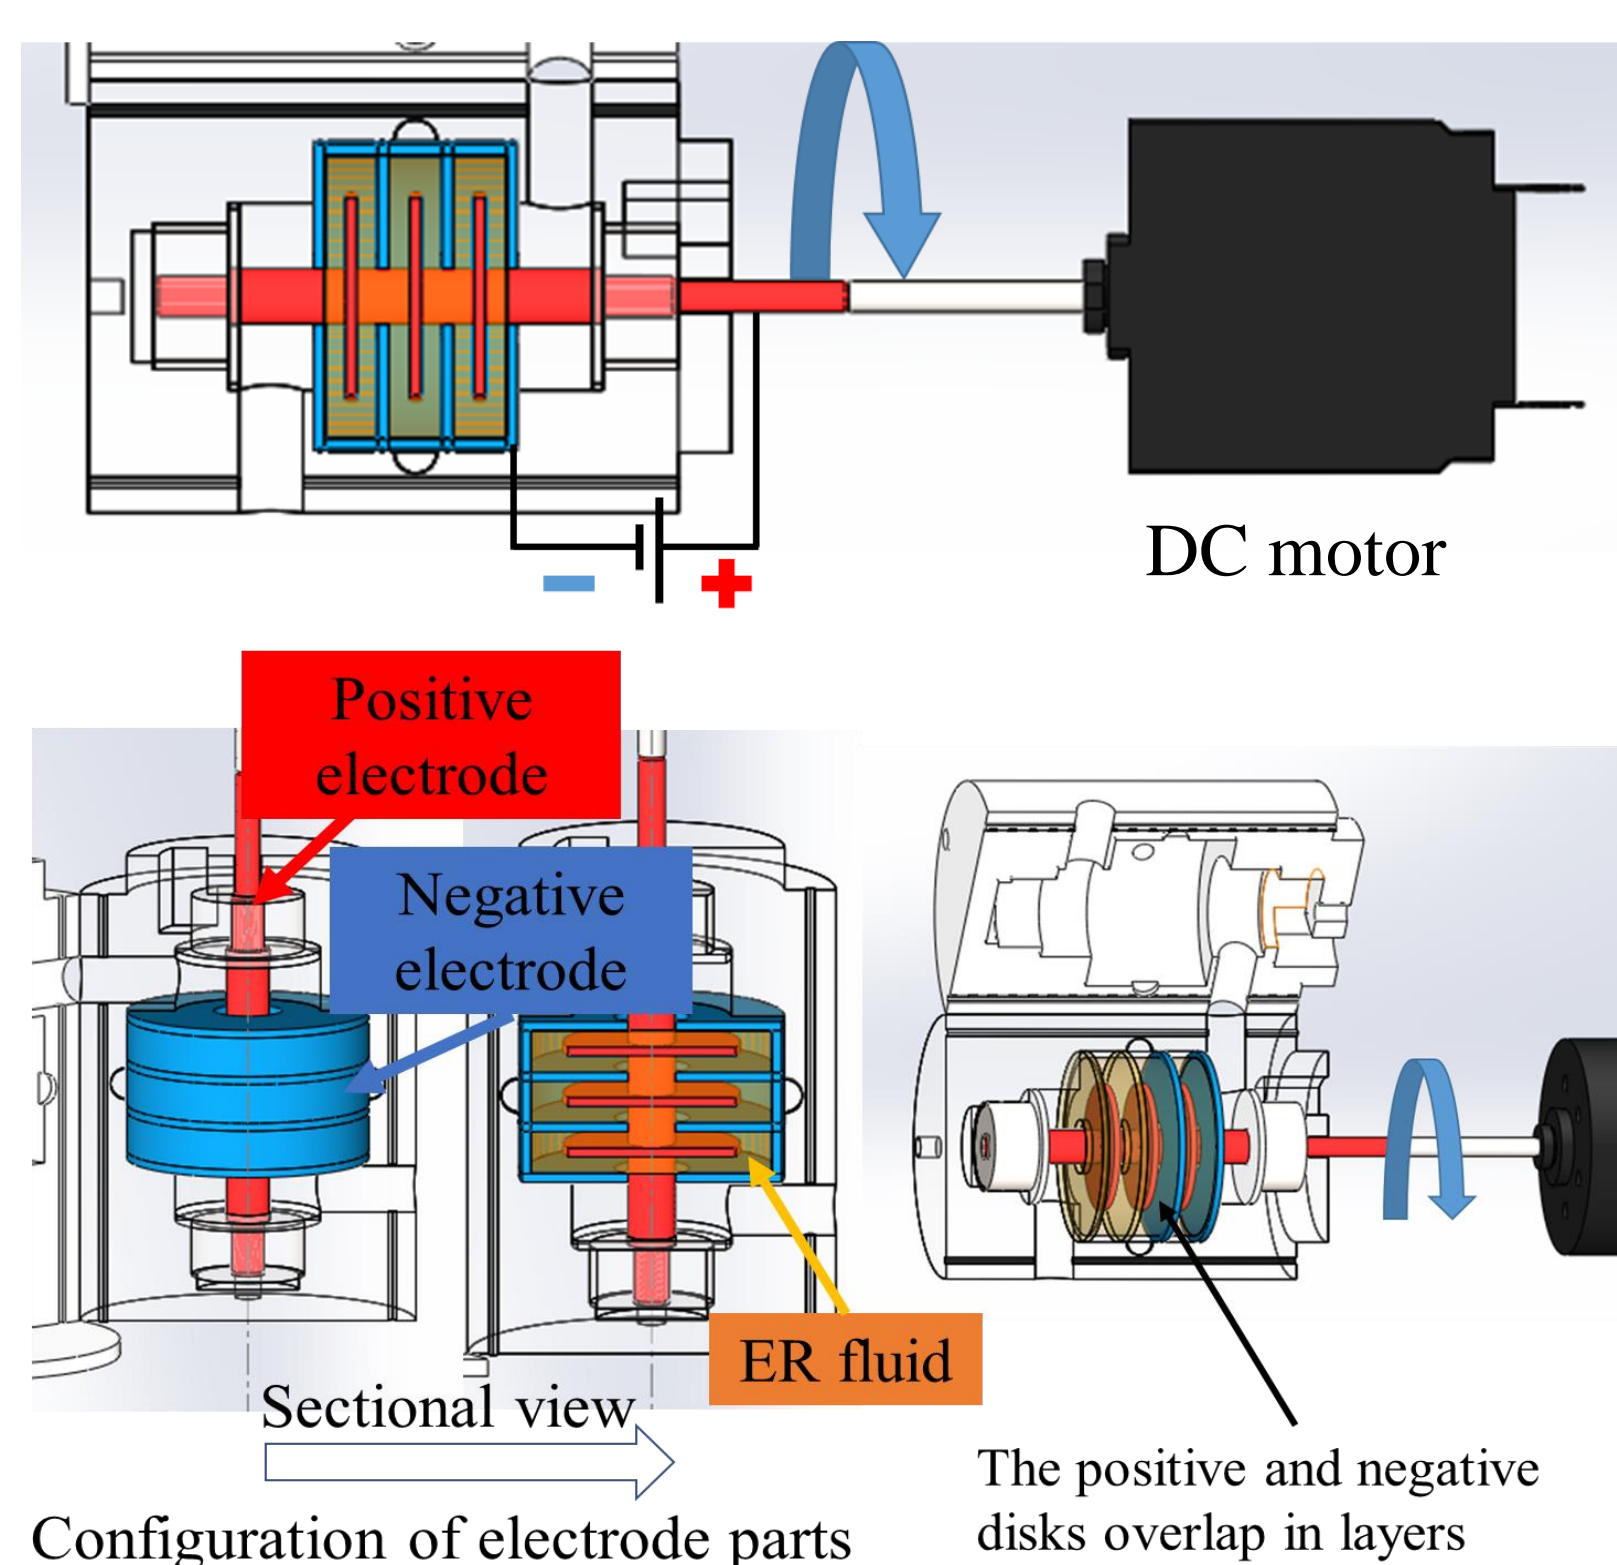 DC motor
Positive
electrode
Negative
electrode
ER fluid
Sectional view
Configuration of electrode parts
The positive and negative
disks overlap in layers